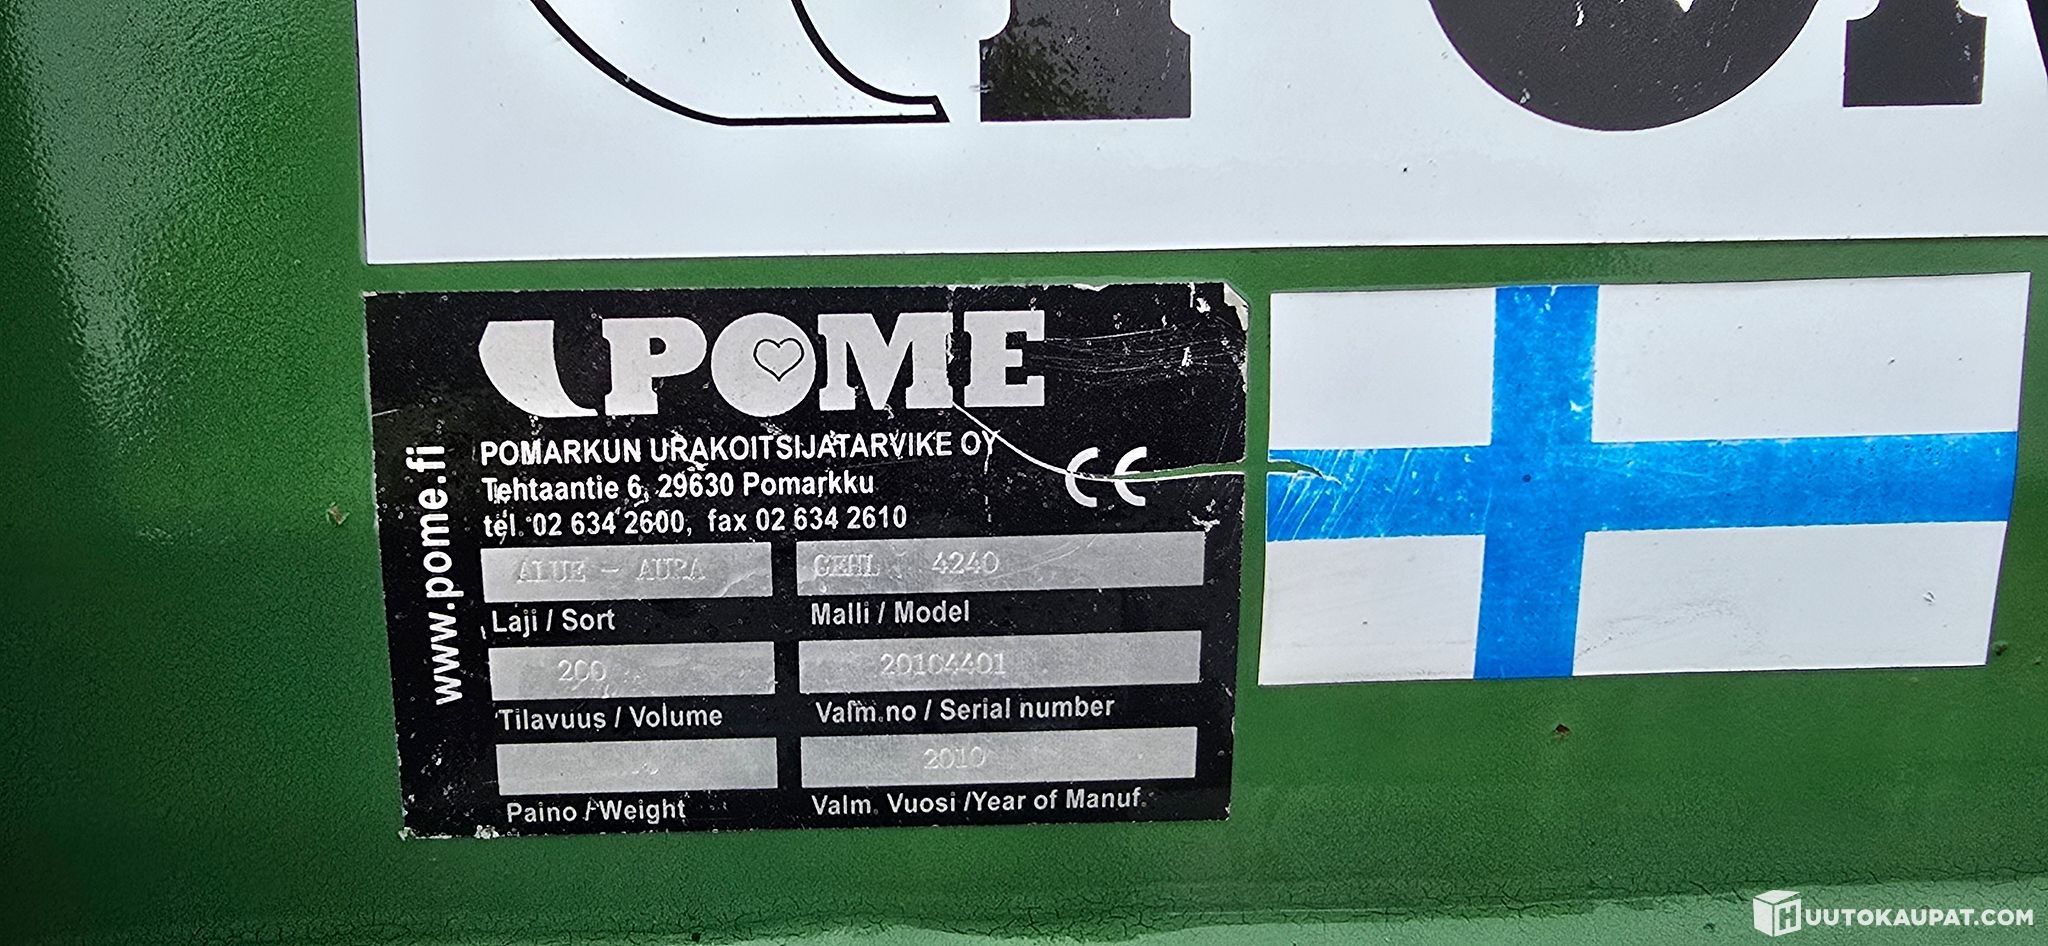 POME
POMARKUN URAKOITSIJATARVIKE OY
Tehtaantie 6, 29630 Pomarkku
tel. 02 634 2600, fax 02 634 2610
CE
www.pome.fi
ALUE - AURA
GEHL 4240
Laji / Sort
Malli / Model
200
20104401
Tilavuus / Volume
Valm.no / Serial number
2010
Paino / Weight
Valm. Vuosi /Year of Manuf.
HUUTOKAUPAT.COM